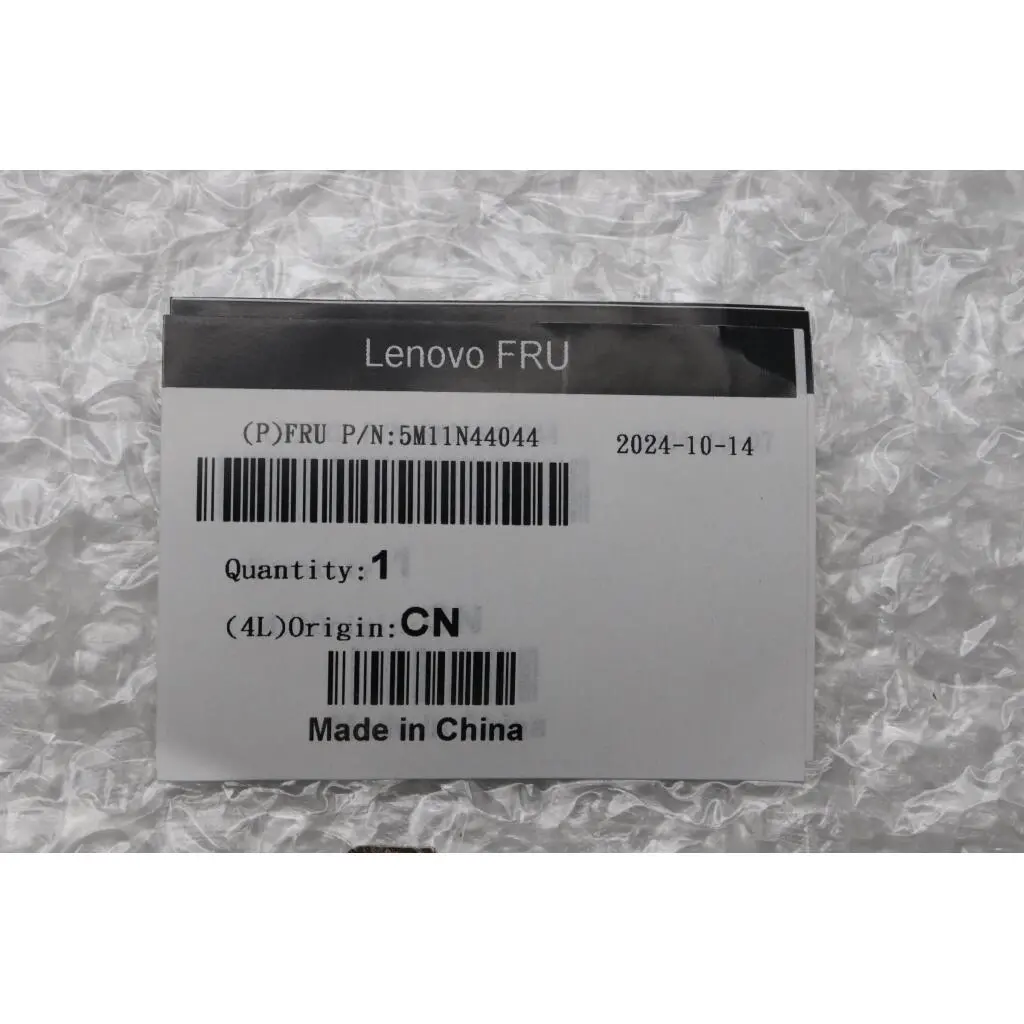 Lenovo FRU
(P)FRU P/N:5M11N44044
2024-10-14
Quantity:1
(4L)Origin:CN
Made in China